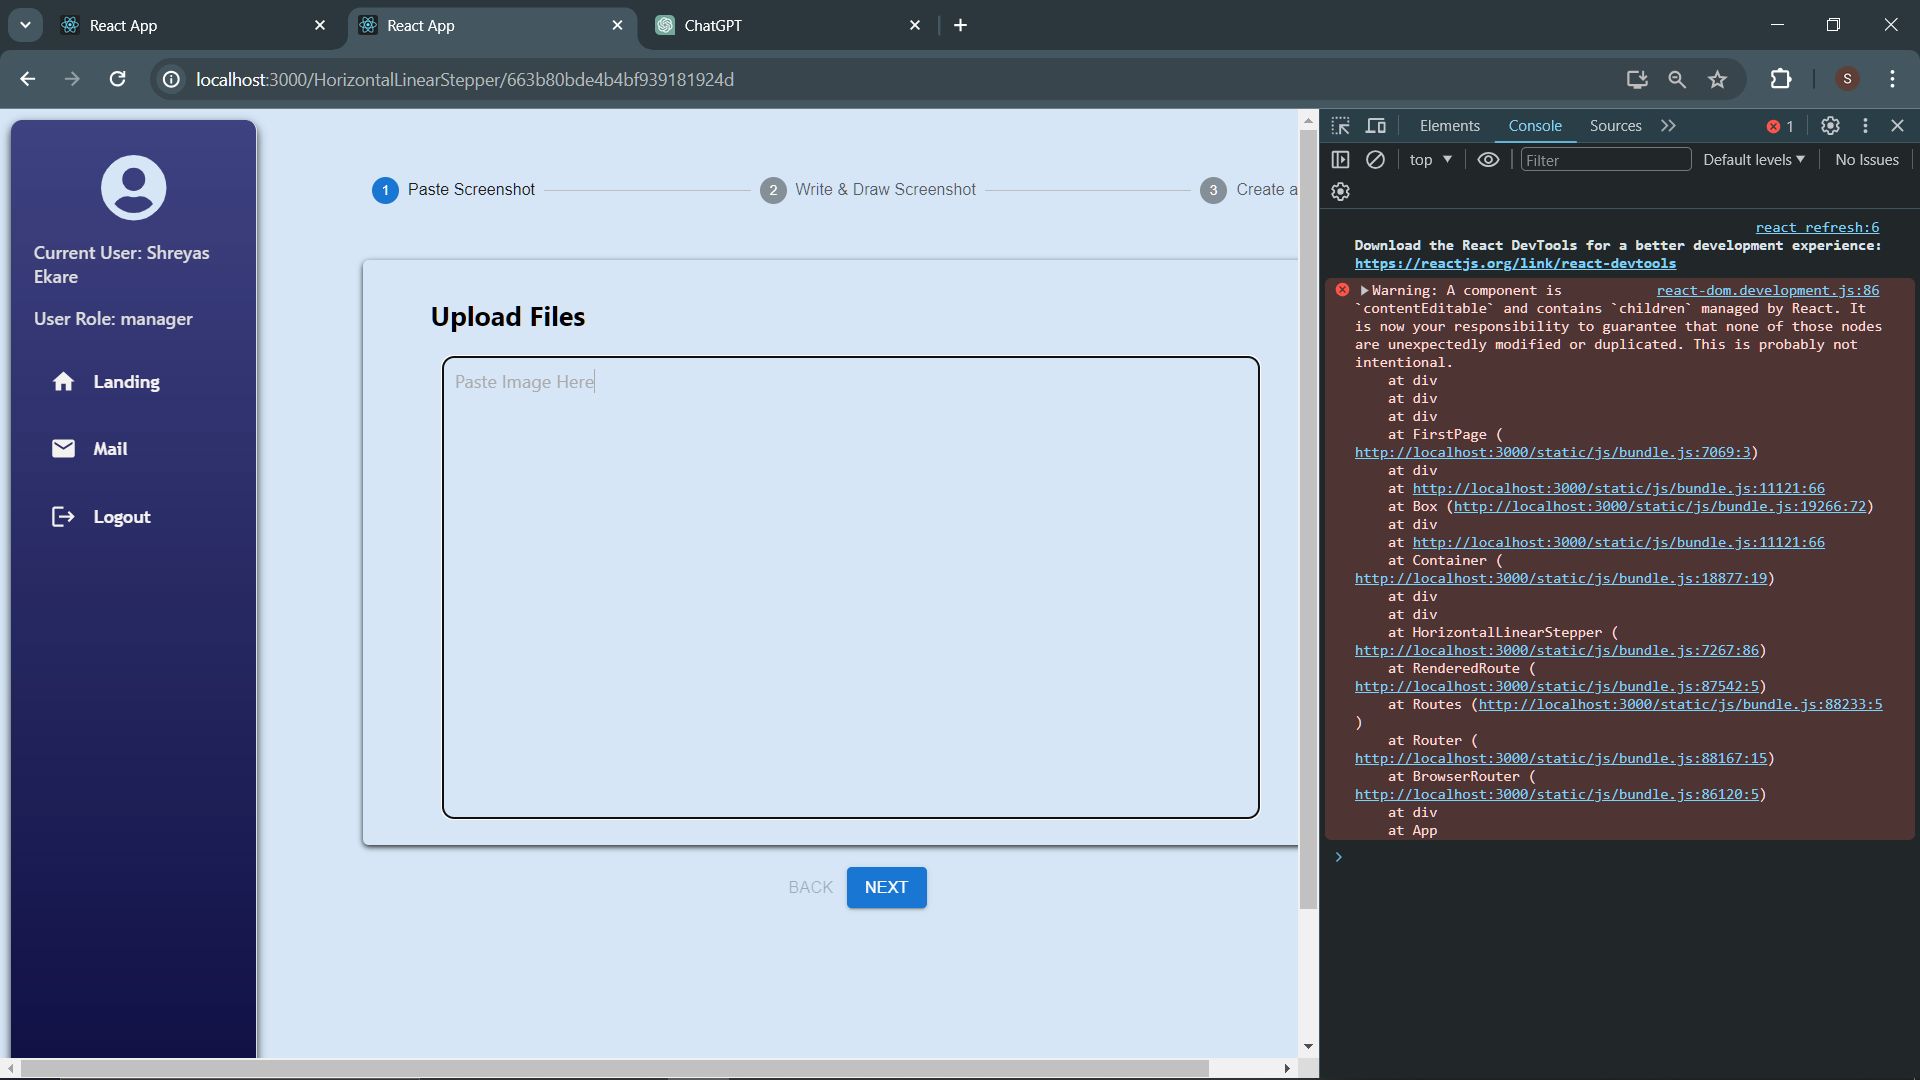 React App
React App
ChatGPT
localhost:3000/HorizontalLinearStepper/663b80bde4b4bf939181924d
S
Current User: Shreyas
Ekare
User Role: manager
Landing
Mail
Logout
1 Paste Screenshot
2 Write & Draw Screenshot
3 Create a
Upload Files
Paste Image Here
BACK NEXT
Elements Console Sources 1
top Filter Default levels No Issues
react refresh:6
Download the React DevTools for a better development experience:
https://reactjs.org/link/react-devtools
Warning: A component is react-dom.development.js:86
`contentEditable` and contains `children` managed by React. It
is now your responsibility to guarantee that none of those nodes
are unexpectedly modified or duplicated. This is probably not
intentional.
at div
at div
at div
at FirstPage (
http://localhost:3000/static/js/bundle.js:7069:3)
at div
at http://localhost:3000/static/js/bundle.js:11121:66
at Box (http://localhost:3000/static/js/bundle.js:19266:72)
at div
at http://localhost:3000/static/js/bundle.js:11121:66
at Container (
http://localhost:3000/static/js/bundle.js:18877:19)
at div
at div
at HorizontalLinearStepper (
http://localhost:3000/static/js/bundle.js:7267:86)
at RenderedRoute (
http://localhost:3000/static/js/bundle.js:87542:5)
at Routes (http://localhost:3000/static/js/bundle.js:88233:5
)
at Router (
http://localhost:3000/static/js/bundle.js:88167:15)
at BrowserRouter (
http://localhost:3000/static/js/bundle.js:86120:5)
at div
at App